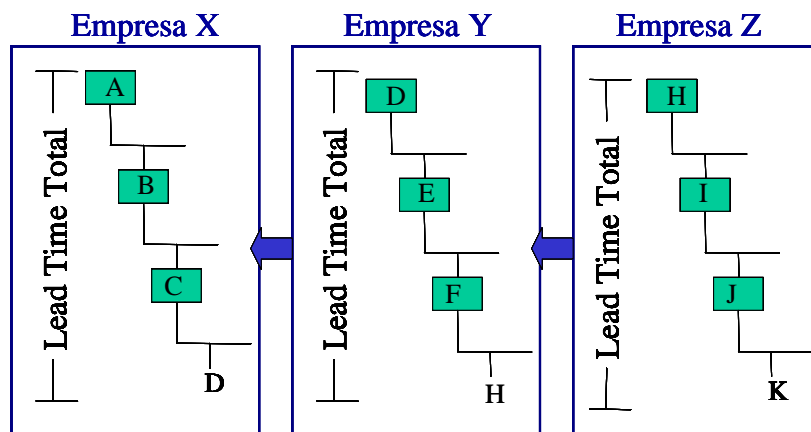 Empresa X
Lead Time Total
A
B
C
D
Empresa Y
Lead Time Total
D
E
F
H
Empresa Z
Lead Time Total
H
I
J
K